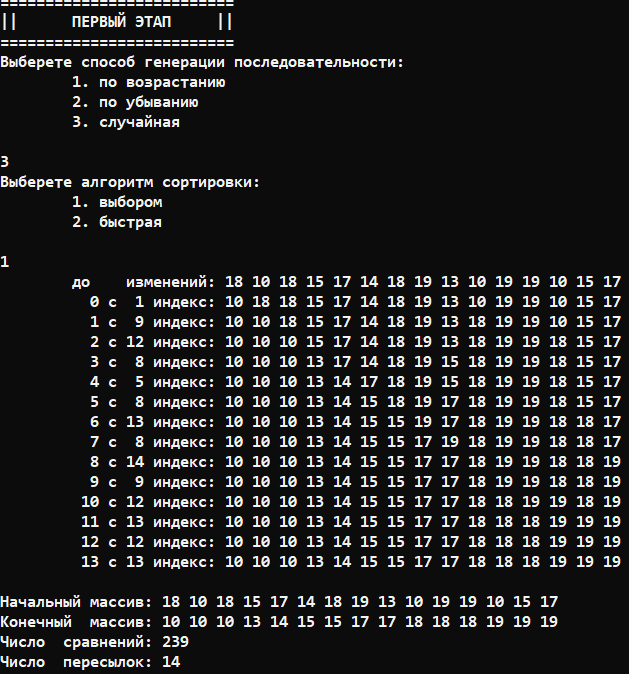 ==========================
||      ПЕРВЫЙ ЭТАП     ||
==========================
Выберете способ генерации последовательности:
        1. по возрастанию
        2. по убыванию
        3. случайная
3
Выберете алгоритм сортировки:
        1. выбором
        2. быстрая
1
        до    изменений: 18 10 18 15 17 14 18 19 13 10 19 19 10 15 17
          0 с  1 индекс: 10 18 18 15 17 14 18 19 13 10 19 19 10 15 17
          1 с  9 индекс: 10 10 18 15 17 14 18 19 13 18 19 19 10 15 17
          2 с 12 индекс: 10 10 10 15 17 14 18 19 13 18 19 19 18 15 17
          3 с  8 индекс: 10 10 10 13 17 14 18 19 15 18 19 19 18 15 17
          4 с  5 индекс: 10 10 10 13 14 17 18 19 15 18 19 19 18 15 17
          5 с  8 индекс: 10 10 10 13 14 15 18 19 17 18 19 19 18 15 17
          6 с 13 индекс: 10 10 10 13 14 15 15 19 17 18 19 19 18 18 17
          7 с  8 индекс: 10 10 10 13 14 15 15 17 19 18 19 19 18 18 17
          8 с 14 индекс: 10 10 10 13 14 15 15 17 17 18 19 19 18 18 19
          9 с  9 индекс: 10 10 10 13 14 15 15 17 17 18 19 19 18 18 19
         10 с 12 индекс: 10 10 10 13 14 15 15 17 17 18 18 19 19 18 19
         11 с 13 индекс: 10 10 10 13 14 15 15 17 17 18 18 18 19 19 19
         12 с 12 индекс: 10 10 10 13 14 15 15 17 17 18 18 18 19 19 19
         13 с 13 индекс: 10 10 10 13 14 15 15 17 17 18 18 18 19 19 19
Начальный массив: 18 10 18 15 17 14 18 19 13 10 19 19 10 15 17
Конечный  массив: 10 10 10 13 14 15 15 17 17 18 18 18 19 19 19
Число  сравнений: 239
Число  пересылок: 14